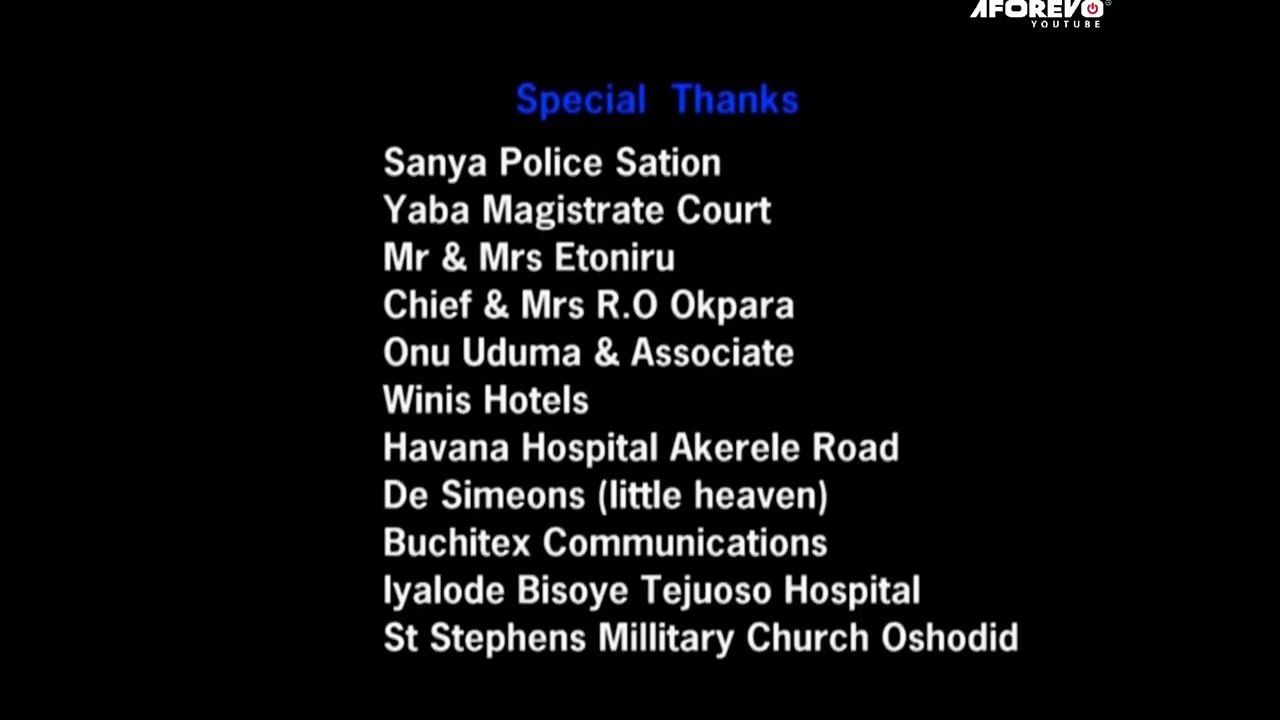 AFOREVO
YOUTUBE
Special Thanks
Sanya Police Sation
Yaba Magistrate Court
Mr & Mrs Etoniru
Chief & Mrs R.O Okpara
Onu Uduma & Associate
Winis Hotels
Havana Hospital Akerele Road
De Simeons (little heaven)
Buchitex Communications
Iyalode Bisoye Tejuoso Hospital
St Stephens Millitary Church Oshodid